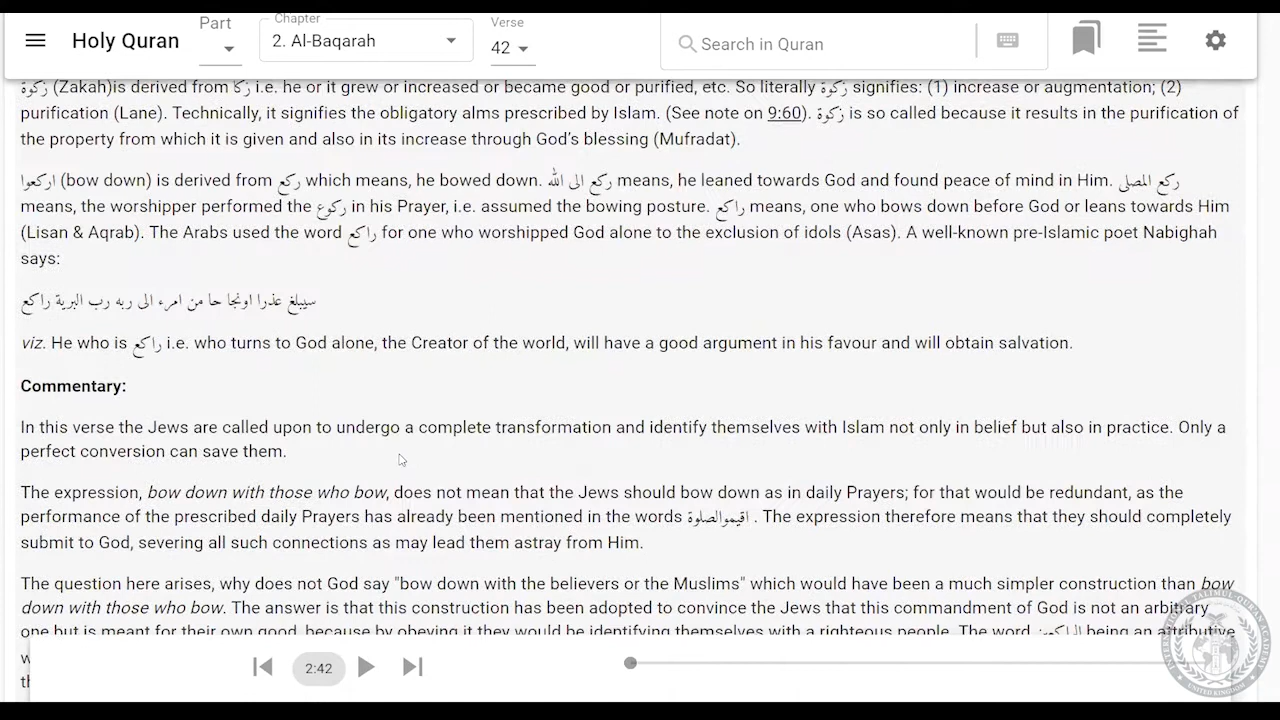 Holy Quran
Part
Chapter
2. Al-Baqarah
Verse
42
Search in Quran
زكوة (Zakah)is derived from زكا i.e. he or it grew or increased or became good or purified, etc. So literally زكوة signifies: (1) increase or augmentation; (2)
purification (Lane). Technically, it signifies the obligatory alms prescribed by Islam. (See note on 9:60). زكوة is so called because it results in the purification of
the property from which it is given and also in its increase through God’s blessing (Mufradat).
اركعوا (bow down) is derived from ركع which means, he bowed down. ركع الى الله means, he leaned towards God and found peace of mind in Him. ركع المصلى
means, the worshipper performed the ركوع in his Prayer, i.e. assumed the bowing posture. راكع means, one who bows down before God or leans towards Him
(Lisan & Aqrab). The Arabs used the word راكع for one who worshipped God alone to the exclusion of idols (Asas). A well-known pre-Islamic poet Nabighah
says:
سيبلغ عذرا اونجا حا من امرء الى ربه رب البرية راكع
viz. He who is راكع i.e. who turns to God alone, the Creator of the world, will have a good argument in his favour and will obtain salvation.
Commentary:
In this verse the Jews are called upon to undergo a complete transformation and identify themselves with Islam not only in belief but also in practice. Only a
perfect conversion can save them.
The expression, bow down with those who bow, does not mean that the Jews should bow down as in daily Prayers; for that would be redundant, as the
performance of the prescribed daily Prayers has already been mentioned in the words اقيموالصلوة . The expression therefore means that they should completely
submit to God, severing all such connections as may lead them astray from Him.
The question here arises, why does not God say "bow down with the believers or the Muslims" which would have been a much simpler construction than bow
down with those who bow. The answer is that this construction has been adopted to convince the Jews that this commandment of God is not an arbitrary
one but is meant for their own good, because by obeying it they would be identifying themselves with a righteous people. The word الراكعين being an attributive
2:42
INTERNATIONAL TALIMUL QURAN ACADEMY
UNITED KINGDOM